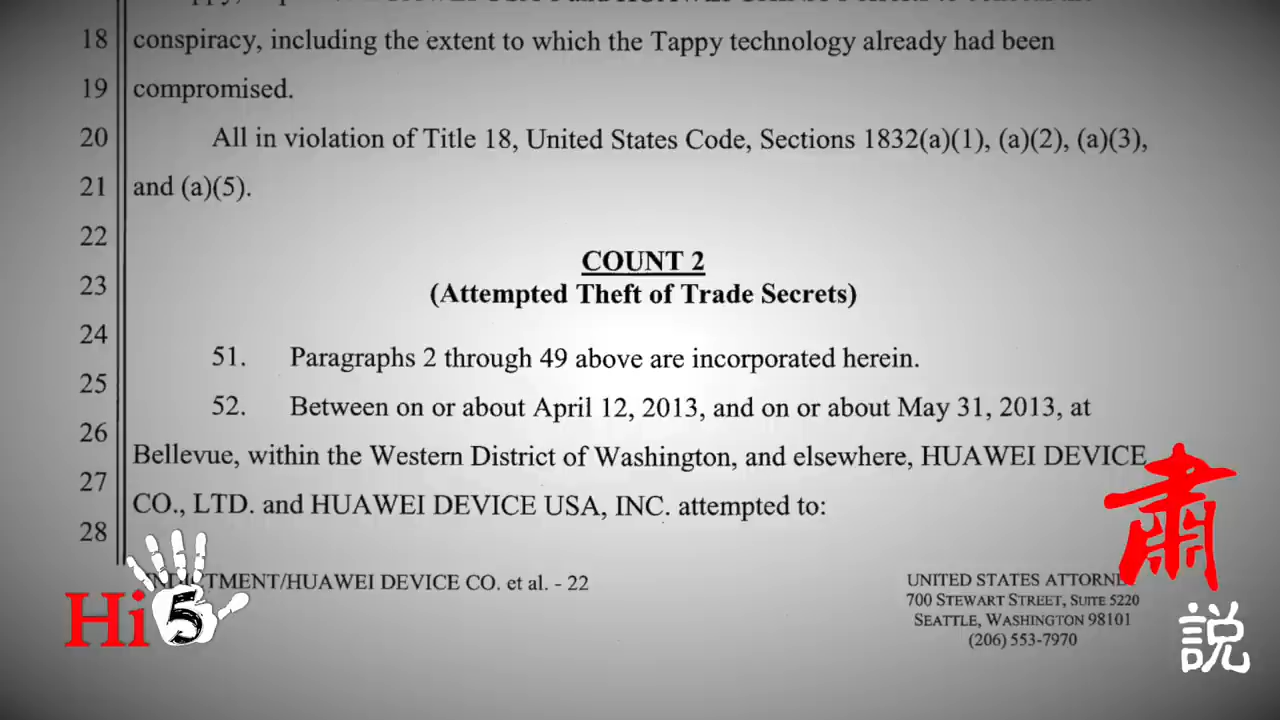 18 conspiracy, including the extent to which the Tappy technology already had been
19 compromised.
20 All in violation of Title 18, United States Code, Sections 1832(a)(1), (a)(2), (a)(3),
21 and (a)(5).
22
COUNT 2
23
(Attempted Theft of Trade Secrets)
24
51. Paragraphs 2 through 49 above are incorporated herein.
25
52. Between on or about April 12, 2013, and on or about May 31, 2013, at
26
Bellevue, within the Western District of Washington, and elsewhere, HUAWEI DEVICE
27
CO., LTD. and HUAWEI DEVICE USA, INC. attempted to:
28
/HUAWEI DEVICE CO. et al. - 22
UNITED STATES
700 STEWART STREET, SUITE 5220
SEATTLE, WASHINGTON 98101
(206) 553-7970
Hi 5
肅
說